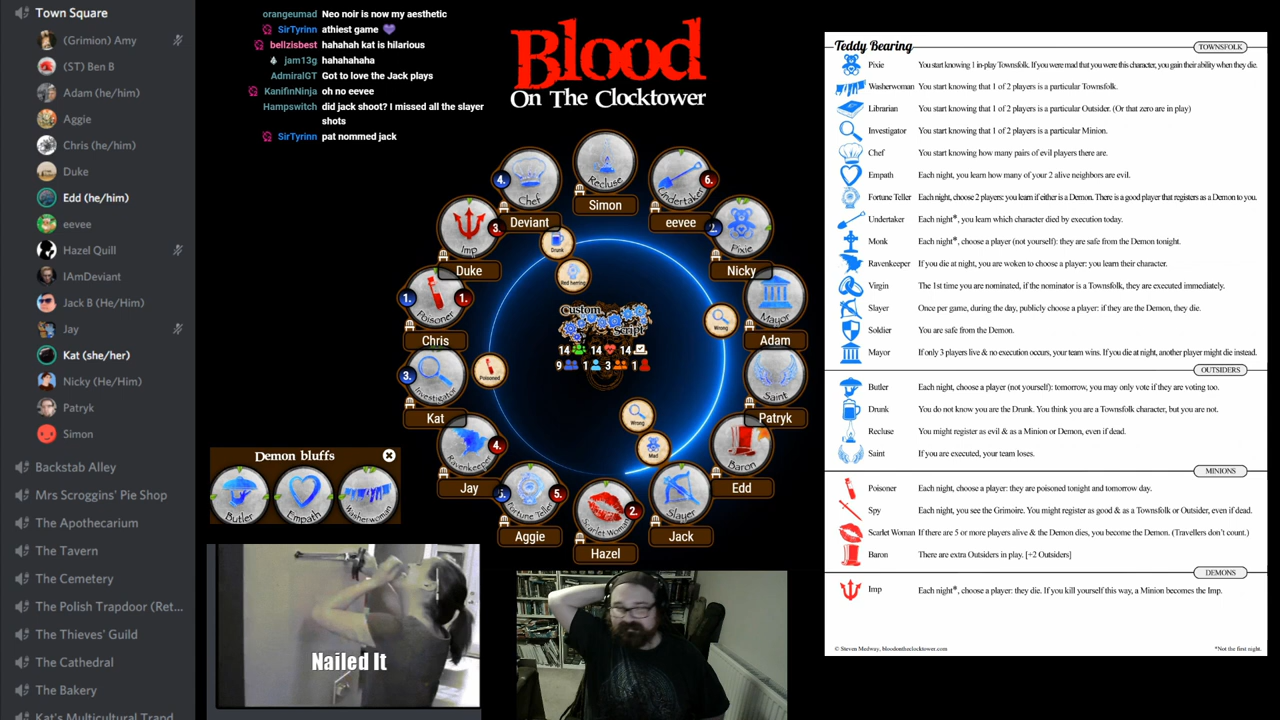 Town Square
(Grimion) Amy
(ST) Ben B
Adam (he/him)
Aggie
Chris (he/him)
Duke
Edd (he/him)
eevee
Hazel Quill
IAmDeviant
Jack B (He/Him)
Jay
Kat (she/her)
Nicky (He/Him)
Patryk
Simon
Backstab Alley
Mrs Scroggins' Pie Shop
The Apothecarium
The Tavern
The Cemetery
The Polish Trapdoor (Ret...
The Thieves' Guild
The Cathedral
The Bakery
Kat's Multicultural Trand
orangeumad Neo noir is now my aesthetic
SirTyrinn athiest game
bellzisbest hahahah kat is hilarious
jam13g hahahahaha
AdmiralGT Got to love the Jack plays
KanifinNinja oh no eevee
Hampswitch did jack shoot? I missed all the slayer
shots
SirTyrinn pat nommed jack
Blood
On The Clocktower
Recluse
Simon
Undertaker
6.
eevee
Pixie
2.
Nicky
Mayor
Adam
Saint
Patryk
Baron
Edd
Slayer
Jack
Scarlet Woman
2.
Hazel
Fortune Teller
5.
Aggie
Ravenkeeper
4.
Jay
Investigator
3.
Kat
Poisoner
1.
1.
Chris
Imp
3.
Duke
Chef
4.
Deviant
Drunk
Red herring
Wrong
Poisoned
Wrong
Mad
Custom
Script
14 14 14
9 1 3 1
Demon bluffs
Butler
Empath
Washerwoman
Nailed It
Teddy Bearing
TOWNSFOLK
Pixie You start knowing 1 in-play Townsfolk. If you were mad that you were this character, you gain their ability when they die.
Washerwoman You start knowing that 1 of 2 players is a particular Townsfolk.
Librarian You start knowing that 1 of 2 players is a particular Outsider. (Or that zero are in play)
Investigator You start knowing that 1 of 2 players is a particular Minion.
Chef You start knowing how many pairs of evil players there are.
Empath Each night, you learn how many of your 2 alive neighbors are evil.
Fortune Teller Each night, choose 2 players: you learn if either is a Demon. There is a good player that registers as a Demon to you.
Undertaker Each night*, you learn which character died by execution today.
Monk Each night*, choose a player (not yourself): they are safe from the Demon tonight.
Ravenkeeper If you die at night, you are woken to choose a player: you learn their character.
Virgin The 1st time you are nominated, if the nominator is a Townsfolk, they are executed immediately.
Slayer Once per game, during the day, publicly choose a player: if they are the Demon, they die.
Soldier You are safe from the Demon.
Mayor If only 3 players live & no execution occurs, your team wins. If you die at night, another player might die instead.
OUTSIDERS
Butler Each night, choose a player (not yourself): tomorrow, you may only vote if they are voting too.
Drunk You do not know you are the Drunk. You think you are a Townsfolk character, but you are not.
Recluse You might register as evil & as a Minion or Demon, even if dead.
Saint If you are executed, your team loses.
MINIONS
Poisoner Each night, choose a player: they are poisoned tonight and tomorrow day.
Spy Each night, you see the Grimoire. You might register as good & as a Townsfolk or Outsider, even if dead.
Scarlet Woman If there are 5 or more players alive & the Demon dies, you become the Demon. (Travellers don't count.)
Baron There are extra Outsiders in play. [+2 Outsiders]
DEMONS
Imp Each night*, choose a player: they die. If you kill yourself this way, a Minion becomes the Imp.
© Steven Medway, bloodontheclocktower.com
*Not the first night.